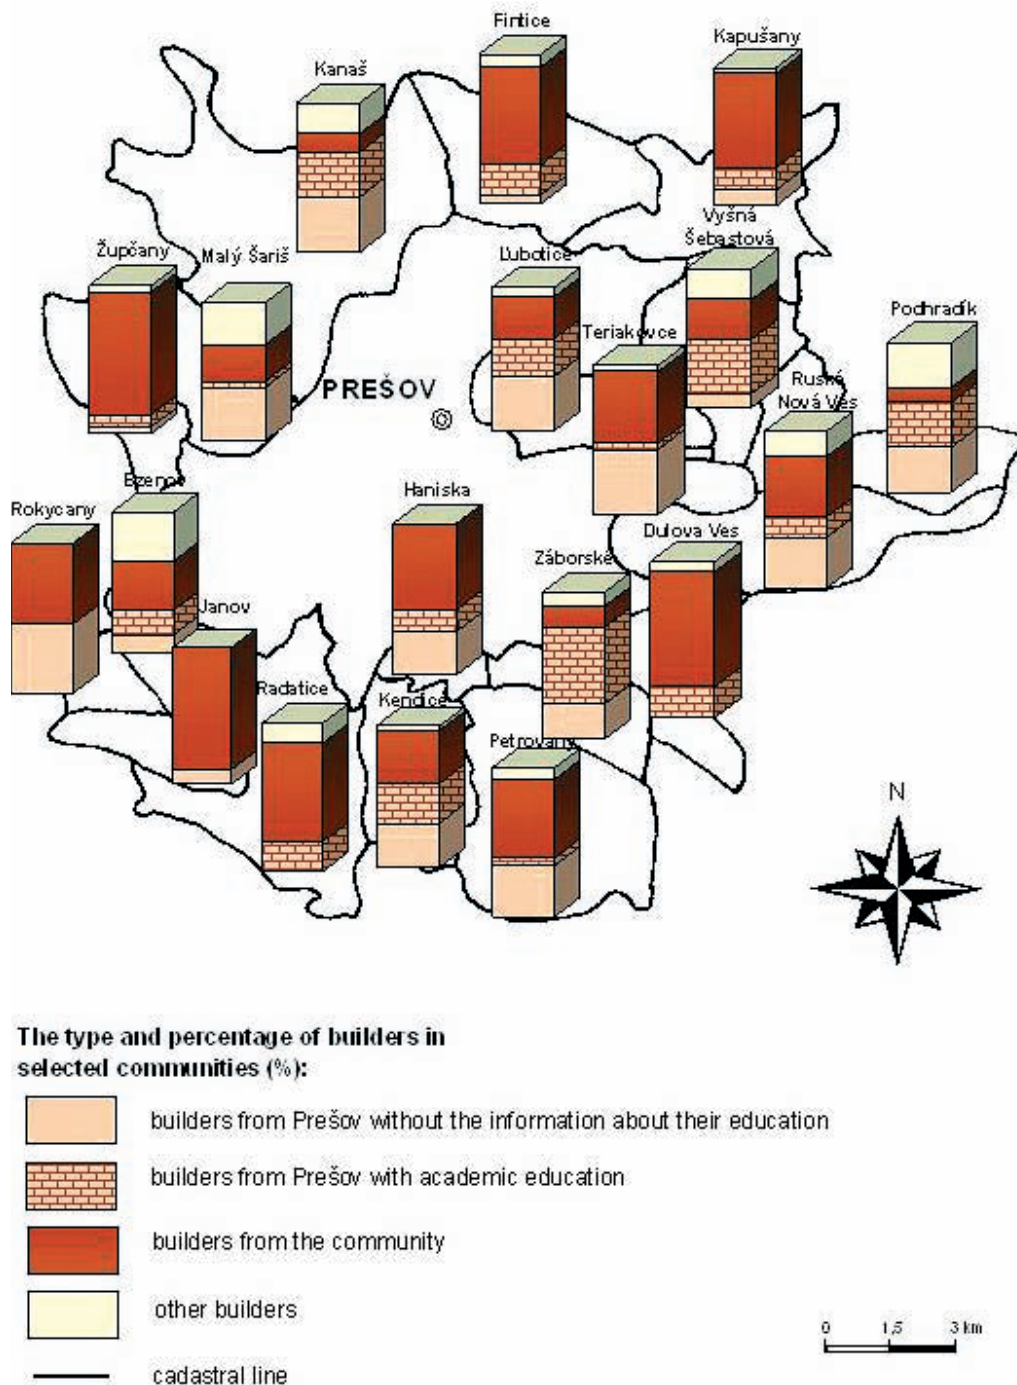 Fintice
Kapušany
Kanaš
Vyšná
Šebastová
Župčany
Malý Šariš
Ľubotice
Podhradík
Teriakovce
PREŠOV
Ruská
Nová Ves
Bzenov
Rokycany
Haniska
Dulova Ves
Záborské
Janov
Radatice
Kendice
Petrovany
N
The type and percentage of builders in
selected communities (%):
builders from Prešov without the information about their education
builders from Prešov with academic education
builders from the community
other builders
0 1,5 3 km
cadastral line